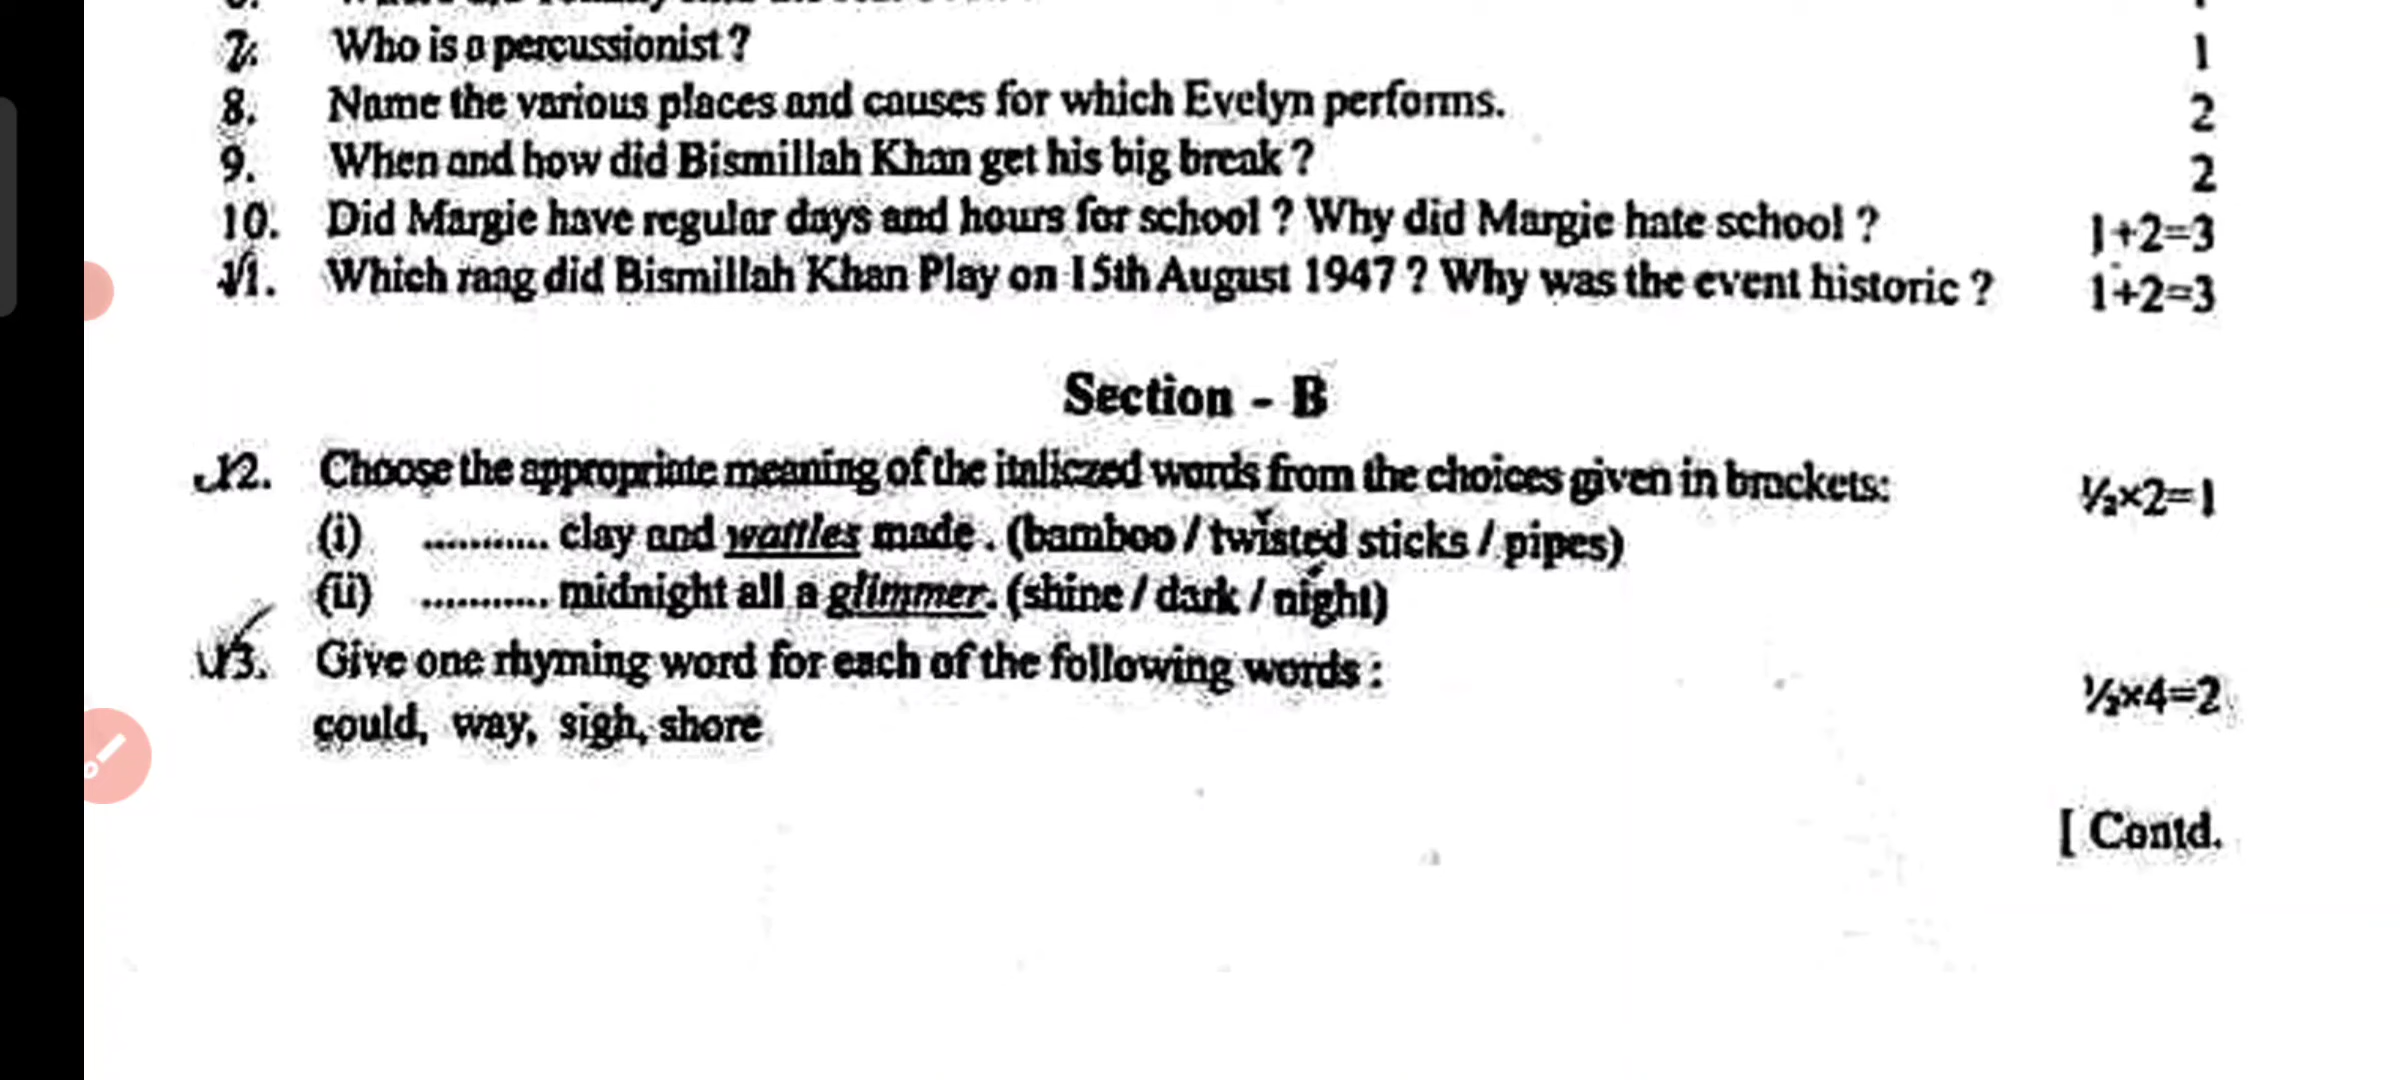 7. Who is a percussionist ? 1
8. Name the various places and causes for which Evelyn performs. 2
9. When and how did Bismillah Khan get his big break ? 2
10. Did Margie have regular days and hours for school ? Why did Margie hate school ? 1+2=3
11. Which raag did Bismillah Khan Play on 15th August 1947 ? Why was the event historic ? 1+2=3
Section - B
12. Choose the appropriate meaning of the italiczed words from the choices given in brackets: ½×2=1
(i) ........... clay and wattles made . (bamboo / twisted sticks / pipes)
(ii) ........... midnight all a glimmer. (shine / dark / night)
13. Give one rhyming word for each of the following words : ½×4=2
could, way, sigh, shore
[ Contd.